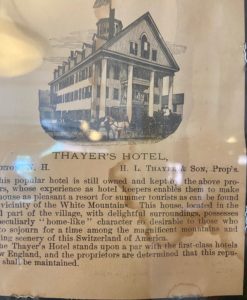 THAYER'S HOTEL,
N. H. H. L. THAYER & SON, Prop's.
his popular hotel is still owned and kept by the above pro-
rs, whose experience as hotel keepers enables them to make
house as pleasant a resort for summer tourists as can be found
vicinity of the White Mountains. This house, located in the
l part of the village, with delightful surroundings, possesses
eculiarly "home-like" character so desirable to those who
to sojourn for a time among the magnificent mountains and
ing scenery of this Switzerland of America.
he Thayer's Hotel stands upon a par with the first-class hotels
w England, and the proprietors are determined that this repu-
shall be maintained.